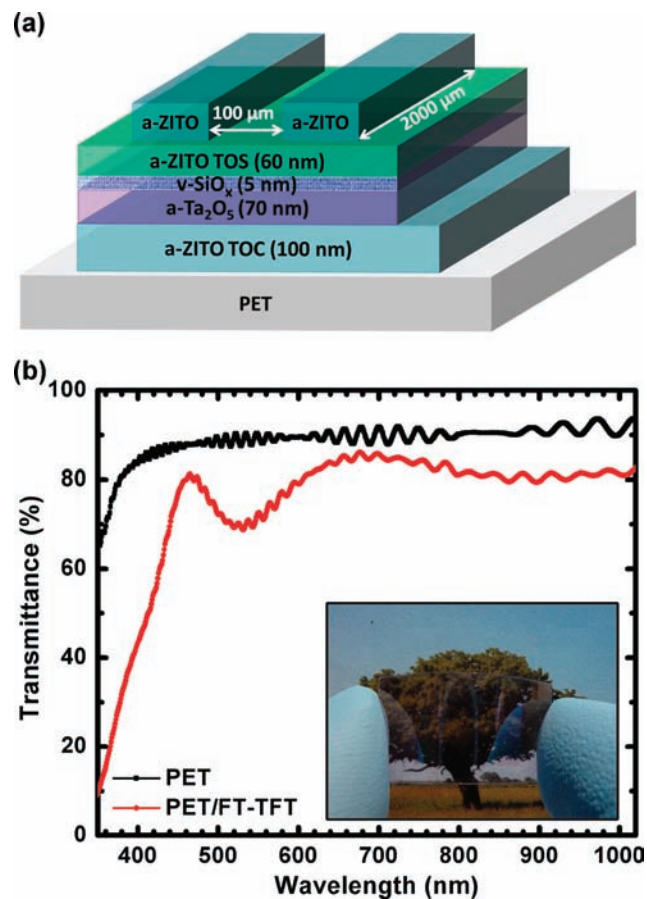 (a)
a-ZITO
100 µm
a-ZITO
2000 µm
a-ZITO TOS (60 nm)
v-SiOₓ (5 nm)
a-Ta₂O₅ (70 nm)
a-ZITO TOC (100 nm)
PET
(b)
100
80
60
40
20
0
Transmittance (%)
PET
PET/FT-TFT
400 500 600 700 800 900 1000
Wavelength (nm)